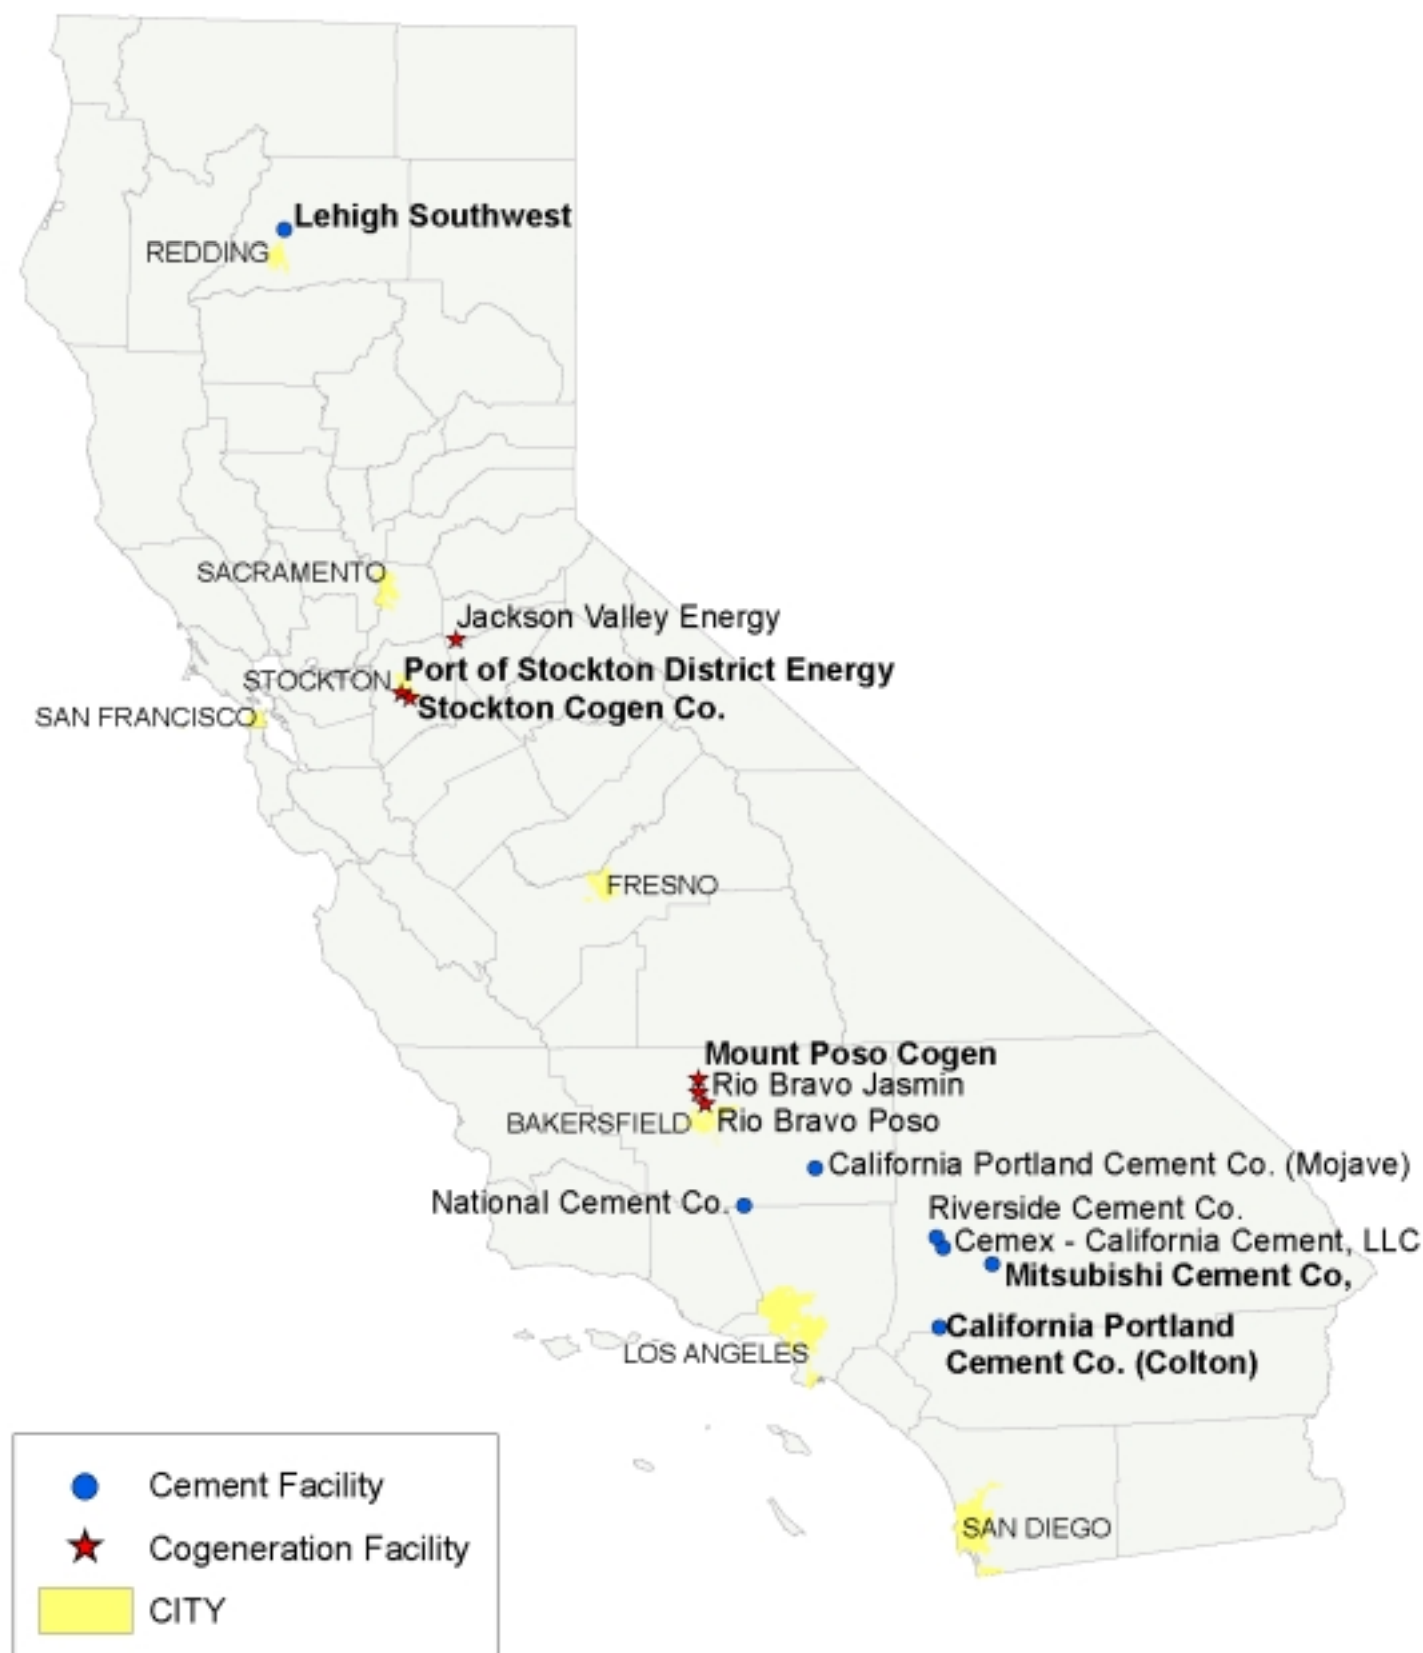 Lehigh Southwest
REDDING
SACRAMENTO
Jackson Valley Energy
Port of Stockton District Energy
STOCKTON
Stockton Cogen Co.
SAN FRANCISCO
FRESNO
Mount Poso Cogen
Rio Bravo Jasmin
BAKERSFIELD
Rio Bravo Poso
California Portland Cement Co. (Mojave)
National Cement Co.
Riverside Cement Co.
Cemex - California Cement, LLC
Mitsubishi Cement Co,
California Portland
Cement Co. (Colton)
LOS ANGELES
SAN DIEGO
Cement Facility
Cogeneration Facility
CITY